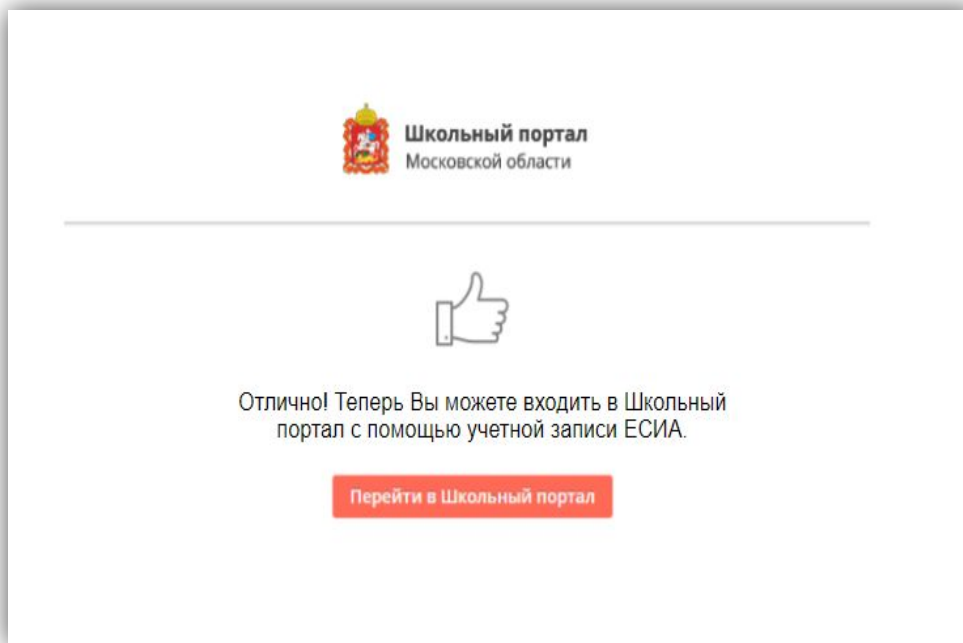 Школьный портал
Московской области
Отлично! Теперь Вы можете входить в Школьный
портал с помощью учетной записи ЕСИА.
Перейти в Школьный портал